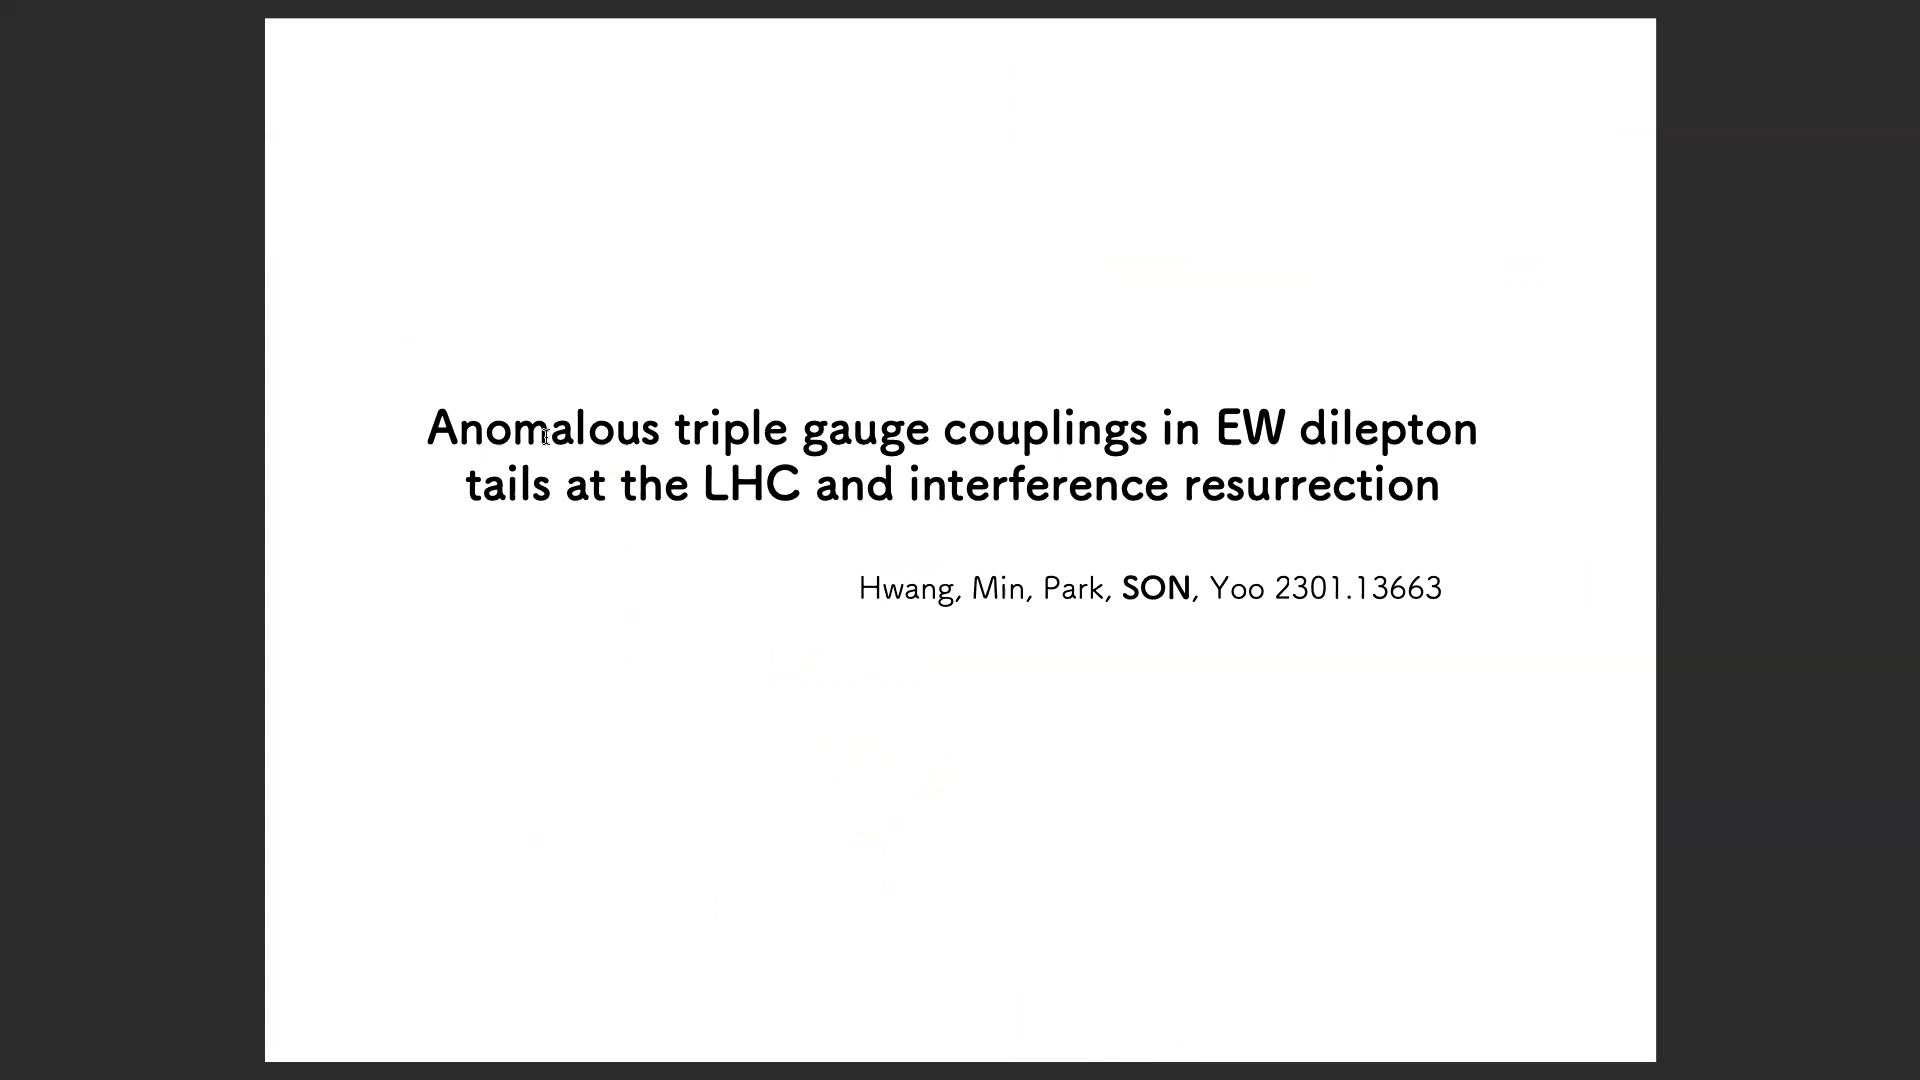 Anomalous triple gauge couplings in EW dilepton
tails at the LHC and interference resurrection
Hwang, Min, Park, SON, Yoo 2301.13663